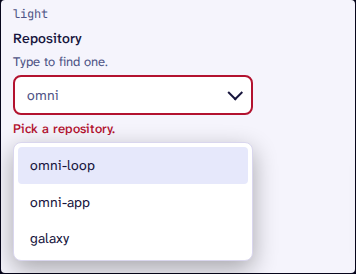 light
Repository
Type to find one.
omni
Pick a repository.
omni-loop
omni-app
galaxy